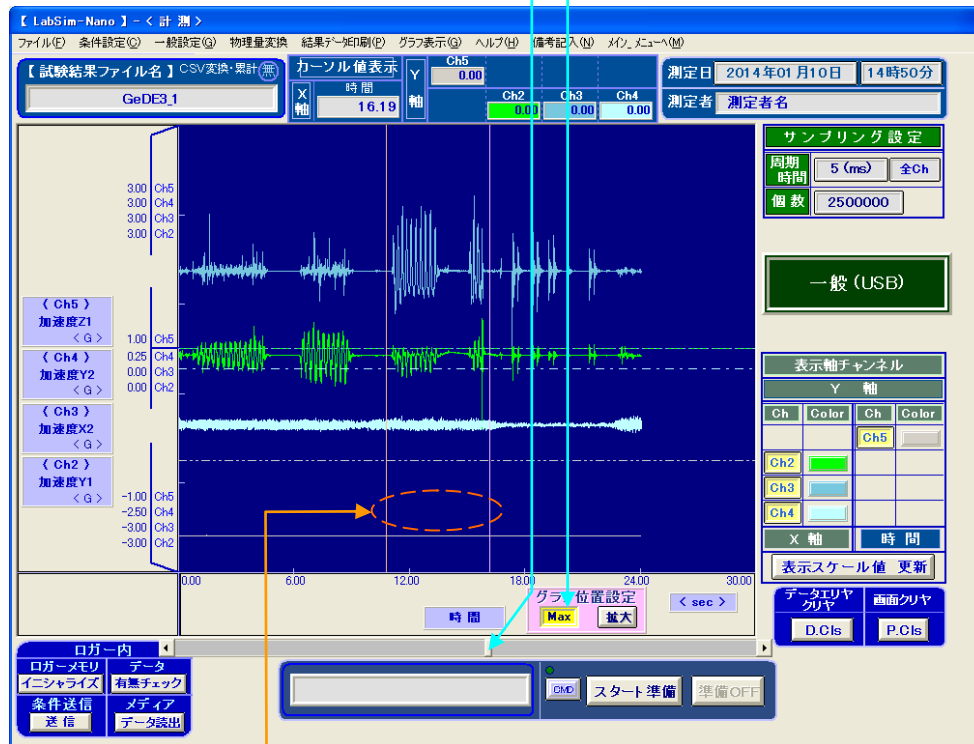 【 LabSim-Nano 】-< 計 測 >
ファイル(F) 条件設定(C) 一般設定(G) 物理量変換 結果データ印刷(P) グラフ表示(G) ヘルプ(H) 備考記入(N) メイン_メニューへ(M)
【 試験結果ファイル名 】CSV変換・累計(無)
GeDE3_1
カーソル値表示
X軸
時間
16.19
Y軸
Ch5
0.00
Ch2 Ch3 Ch4
0.00 0.00 0.00
測定日 2014年01月10日 14時50分
測定者 測定者名
サンプリング設定
周期時間 5 (ms) 全Ch
個数 2500000
一般 (USB)
3.00 Ch5
3.00 Ch4
3.00 Ch3
3.00 Ch2
( Ch5 )
加速度Z1
< G >
( Ch4 )
加速度Y2
< G >
( Ch3 )
加速度X2
< G >
( Ch2 )
加速度Y1
< G >
1.00 Ch5
0.25 Ch4
0.00 Ch3
0.00 Ch2
-1.00 Ch5
-2.50 Ch4
-3.00 Ch3
-3.00 Ch2
0.00 6.00 12.00 18.00 24.00 30.00
時 間
グラフ位置設定
Max 拡大
< sec >
表示軸チャンネル
Y 軸
Ch Color Ch Color
Ch5
Ch2
Ch3
Ch4
X 軸 時 間
表示スケール値 更新
データエリヤクリヤ
D.Cls
画面クリヤ
P.Cls
ロガー内
ロガーメモリ
イニシャライズ
データ
有無チェック
条件送信
送信
メディア
データ読出
CMD スタート準備 準備OFF